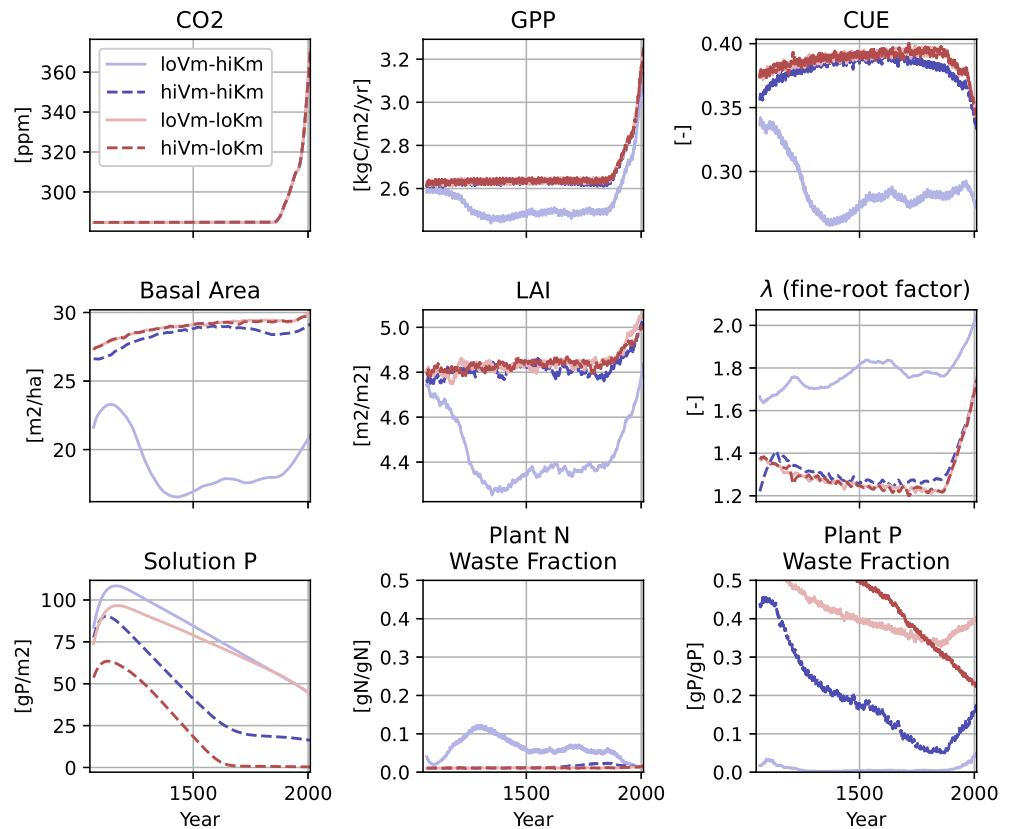 CO2
GPP
CUE
[ppm]
360
340
320
300
loVm-hiKm
hiVm-hiKm
loVm-loKm
hiVm-loKm
[kgC/m2/yr]
3.2
3.0
2.8
2.6
[-]
0.40
0.35
0.30
Basal Area
LAI
λ (fine-root factor)
[m2/ha]
30
25
20
[m2/m2]
5.0
4.8
4.6
4.4
[-]
2.0
1.8
1.6
1.4
1.2
Solution P
Plant N
Waste Fraction
Plant P
Waste Fraction
[gP/m2]
100
75
50
25
0
1500
2000
Year
[gN/gN]
0.5
0.4
0.3
0.2
0.1
0.0
1500
2000
Year
[gP/gP]
0.5
0.4
0.3
0.2
0.1
0.0
1500
2000
Year